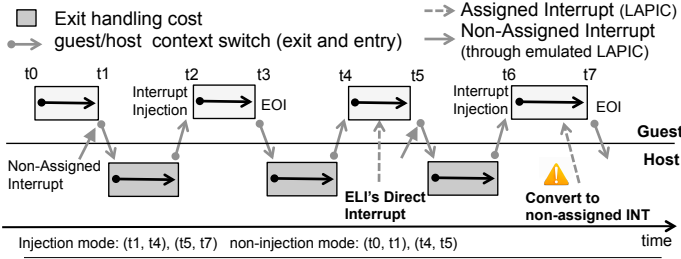 Exit handling cost
guest/host context switch (exit and entry)
Assigned Interrupt (LAPIC)
Non-Assigned Interrupt
(through emulated LAPIC)
t0 t1 t2 t3 t4 t5 t6 t7
Interrupt
Injection
EOI
Interrupt
Injection
EOI
Guest
Host
Non-Assigned
Interrupt
ELI's Direct
Interrupt
Convert to
non-assigned INT
time
Injection mode: (t1, t4), (t5, t7) non-injection mode: (t0, t1), (t4, t5)